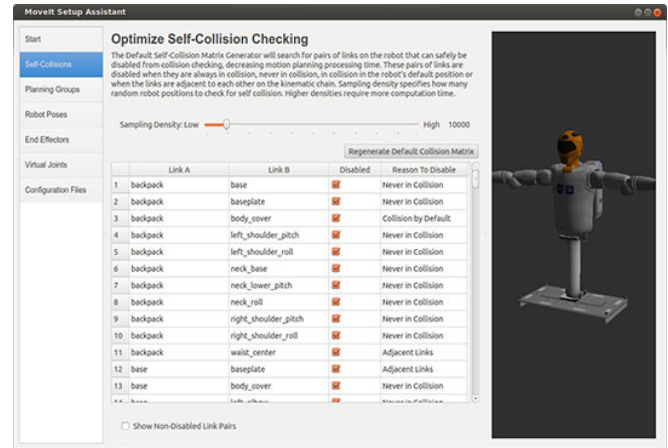 MoveIt Setup Assistant
Start
Self-Collisions
Planning Groups
Robot Poses
End Effectors
Virtual Joints
Configuration Files
Optimize Self-Collision Checking
The Default Self-Collision Matrix Generator will search for pairs of links on the robot that can safely be
disabled from collision checking, decreasing motion planning processing time. These pairs of links are
disabled when they are always in collision, never in collision, in collision in the robot's default position or
when the links are adjacent to each other on the kinematic chain. Sampling density specifies how many
random robot positions to check for self collision. Higher densities require more computation time.
Sampling Density: Low High 10000
Regenerate Default Collision Matrix
Link A Link B Disabled Reason To Disable
1 backpack base Never in Collision
2 backpack baseplate Never in Collision
3 backpack body_cover Collision by Default
4 backpack left_shoulder_pitch Never in Collision
5 backpack left_shoulder_roll Never in Collision
6 backpack neck_base Never in Collision
7 backpack neck_lower_pitch Never in Collision
8 backpack neck_roll Never in Collision
9 backpack right_shoulder_pitch Never in Collision
10 backpack right_shoulder_roll Never in Collision
11 backpack waist_center Adjacent Links
12 base baseplate Adjacent Links
13 base body_cover Never in Collision
14 base left_elbow Never in Collision
Show Non-Disabled Link Pairs